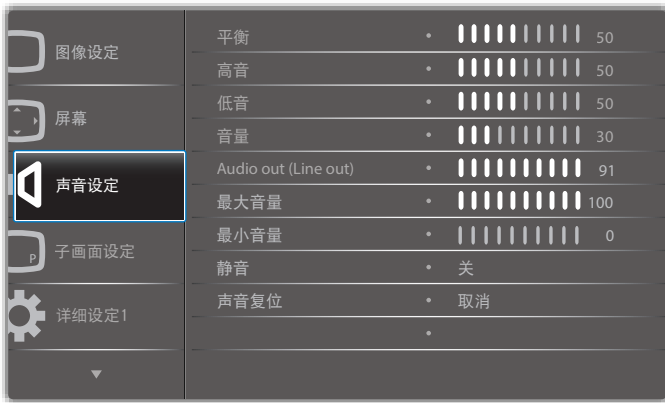 图像设定
屏幕
声音设定
P
子画面设定
详细设定1
▼
平衡 • 50
高音 • 50
低音 • 50
音量 • 30
Audio out (Line out) • 91
最大音量 • 100
最小音量 • 0
静音 • 关
声音复位 • 取消
•